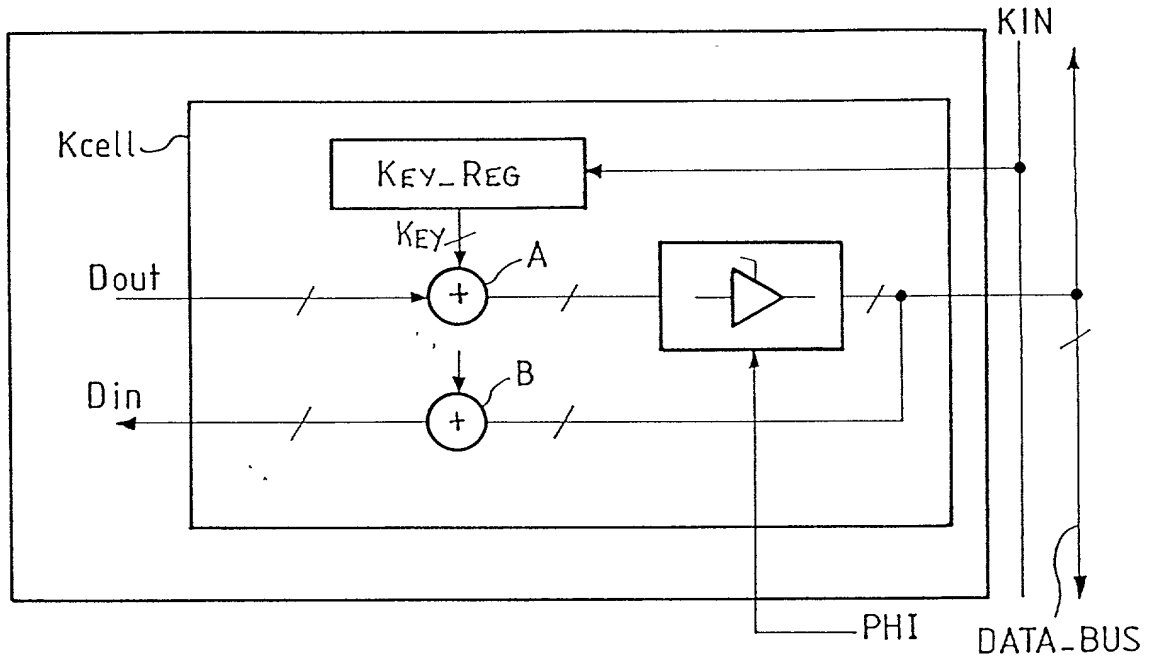 KIN
Kcell
KEY_REG
KEY
A
Dout
+
B
Din
+
PHI
DATA_BUS